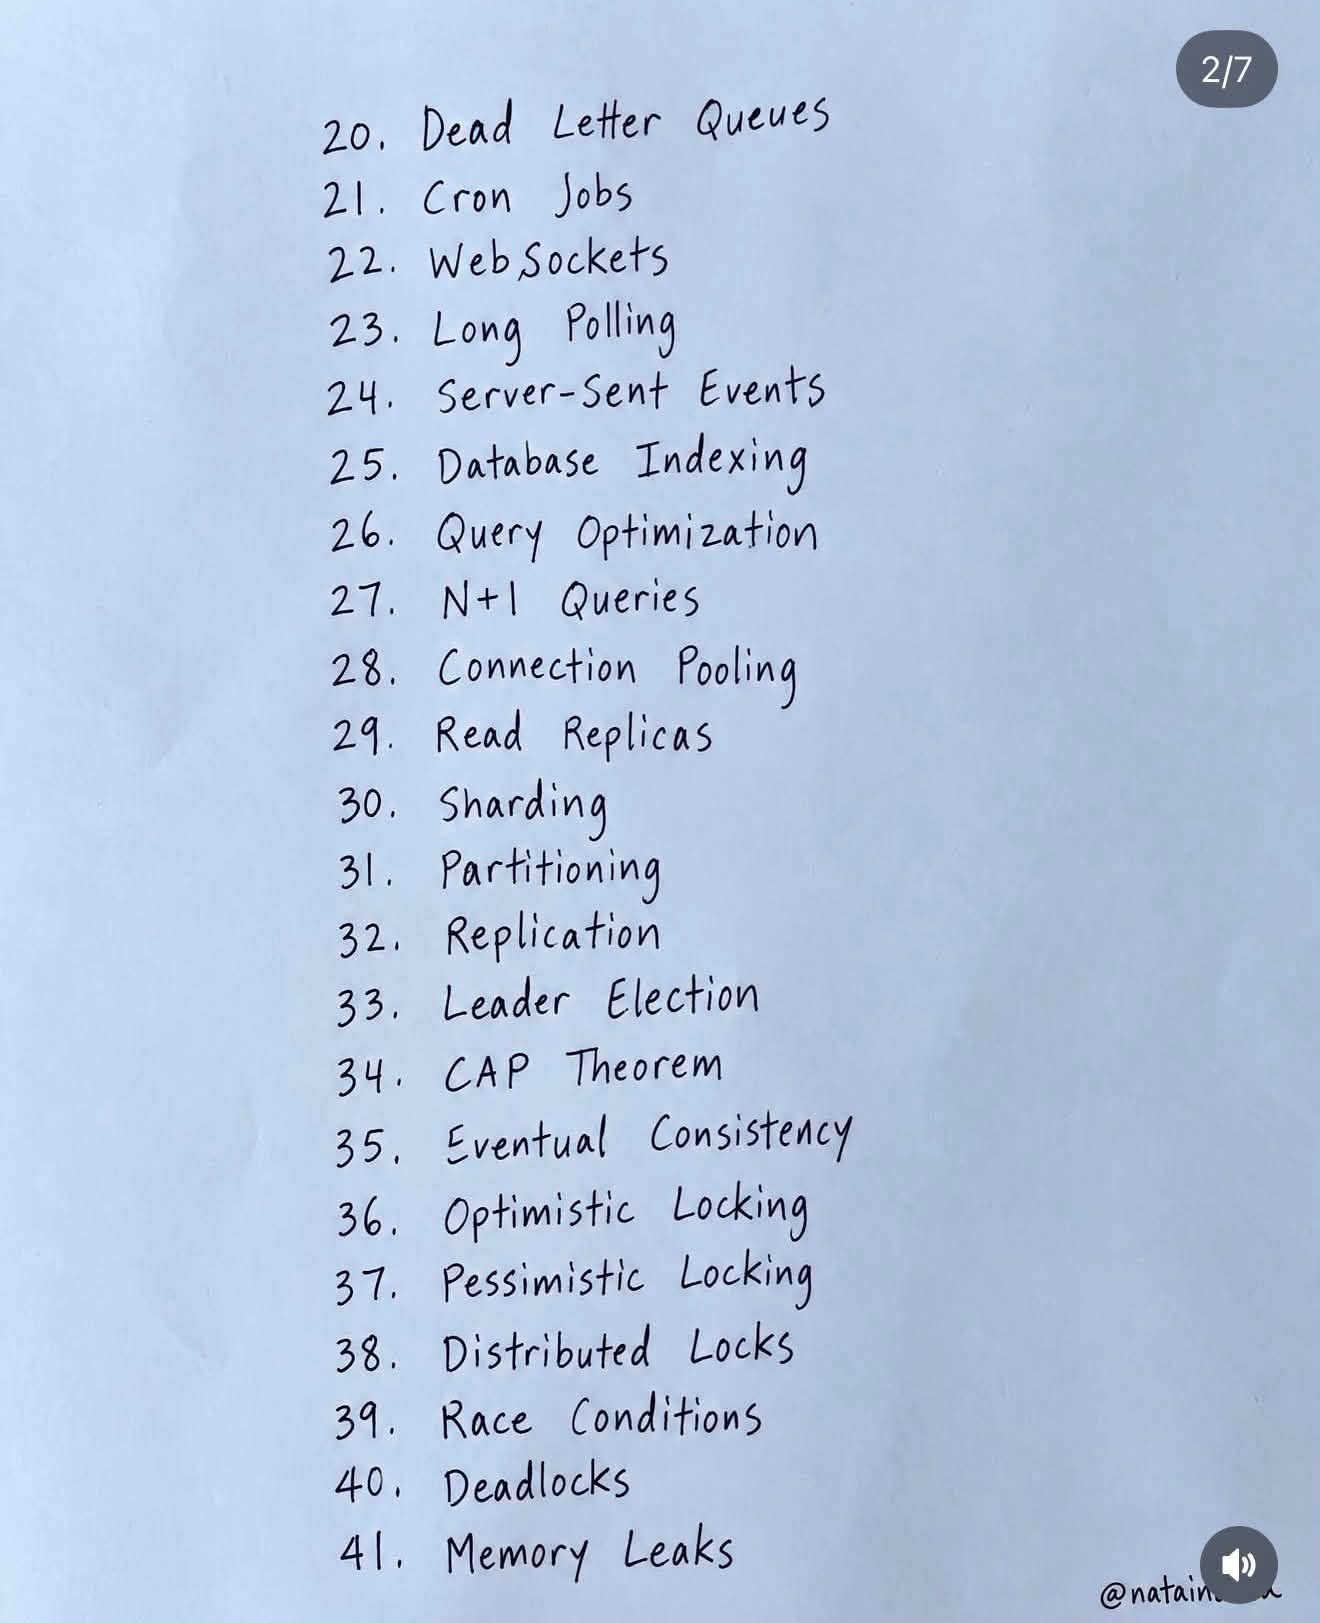 2/7
20. Dead Letter Queues
21. Cron Jobs
22. WebSockets
23. Long Polling
24. Server-Sent Events
25. Database Indexing
26. Query Optimization
27. N+1 Queries
28. Connection Pooling
29. Read Replicas
30. Sharding
31. Partitioning
32. Replication
33. Leader Election
34. CAP Theorem
35. Eventual Consistency
36. Optimistic Locking
37. Pessimistic Locking
38. Distributed Locks
39. Race Conditions
40. Deadlocks
41. Memory Leaks